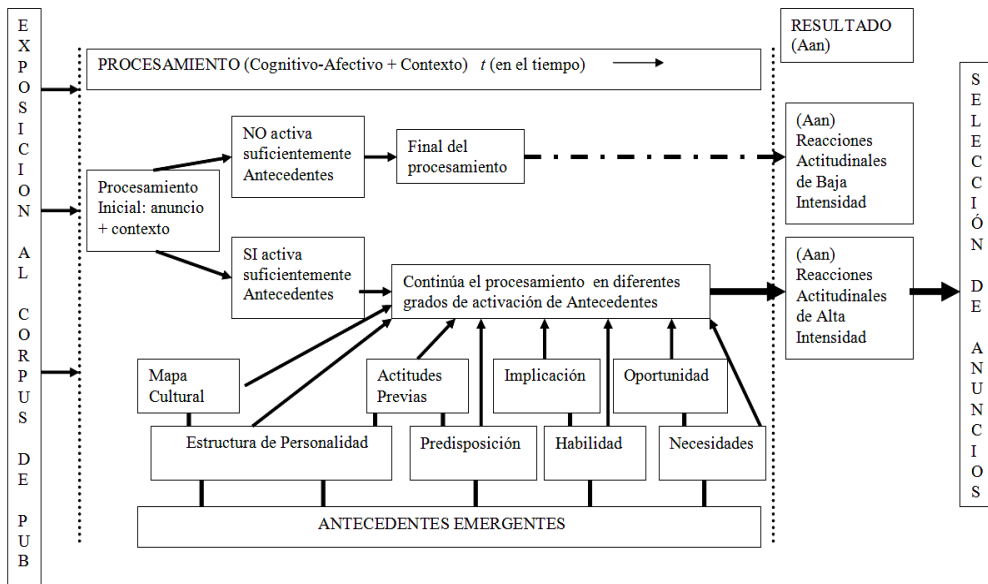 EXPOSICION AL CORPUS DE PUB
PROCESAMIENTO (Cognitivo-Afectivo + Contexto) t (en el tiempo)
RESULTADO
(Aan)
NO activa
suficientemente
Antecedentes
Final del
procesamiento
(Aan)
Reacciones
Actitudinales
de Baja
Intensidad
Procesamiento
Inicial: anuncio
+ contexto
SI activa
suficientemente
Antecedentes
Continúa el procesamiento en diferentes
grados de activación de Antecedentes
(Aan)
Reacciones
Actitudinales
de Alta
Intensidad
Mapa
Cultural
Actitudes
Previas
Implicación
Oportunidad
Estructura de Personalidad
Predisposición
Habilidad
Necesidades
ANTECEDENTES EMERGENTES
SELECCIÓN DE ANUNCIOS